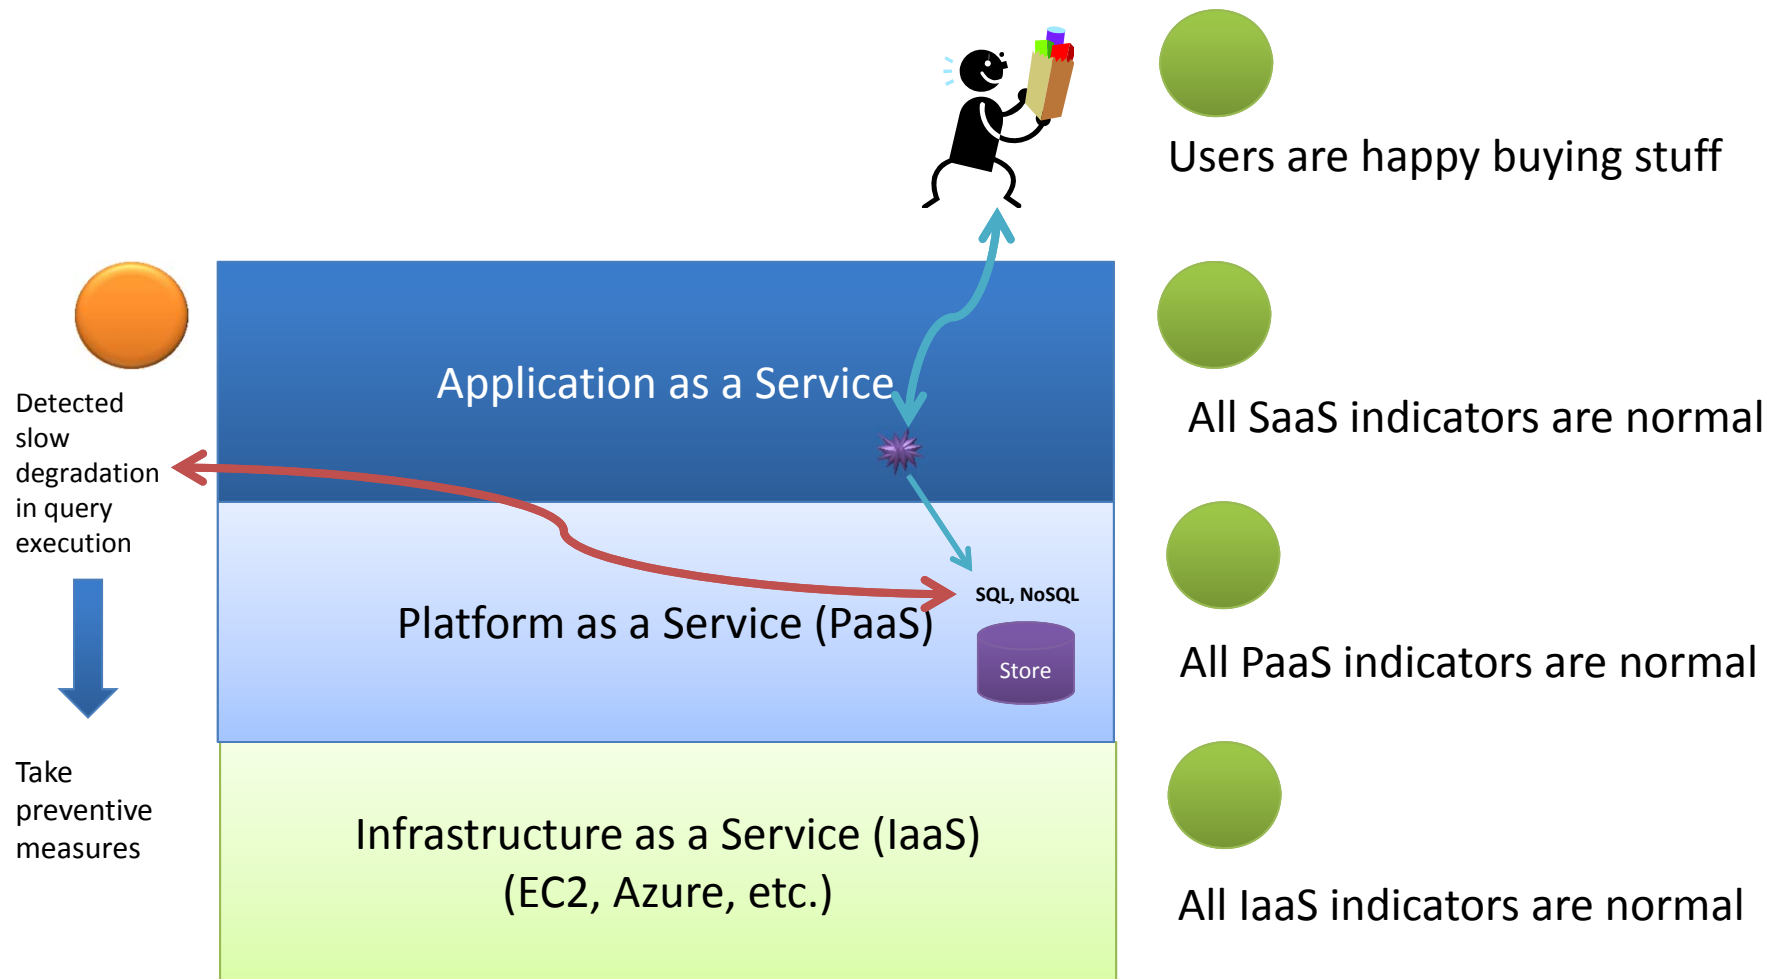 Users are happy buying stuff
Detected
slow
degradation
in query
execution
Application as a Service
All SaaS indicators are normal
Platform as a Service (PaaS)
SQL, NoSQL
Store
All PaaS indicators are normal
Take
preventive
measures
Infrastructure as a Service (IaaS)
(EC2, Azure, etc.)
All IaaS indicators are normal